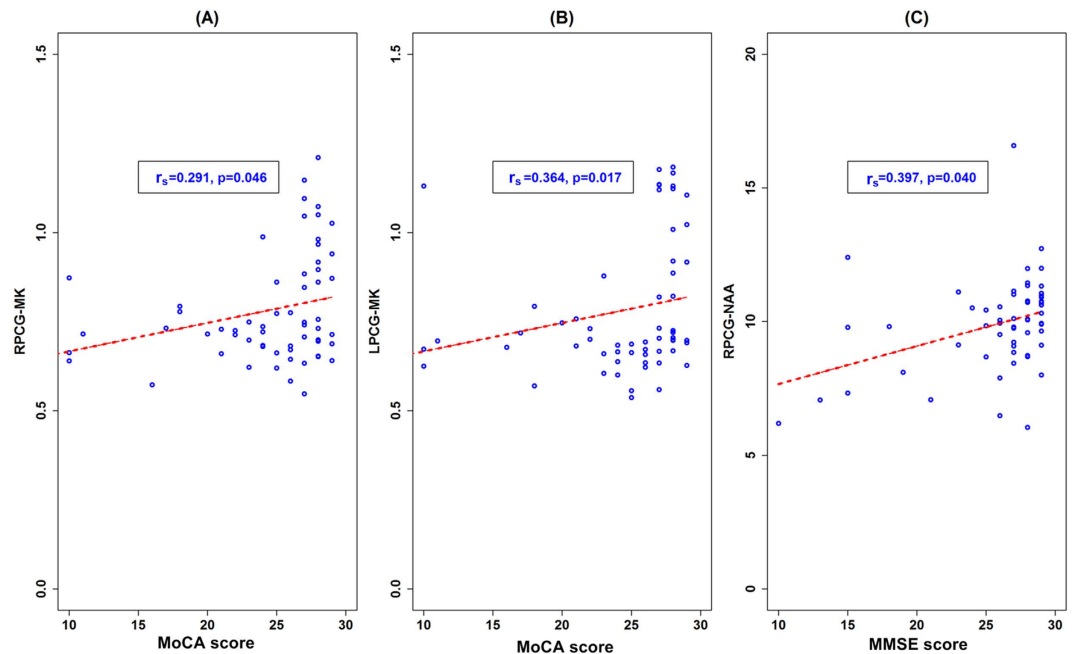 (A)
1.5
1.0
0.5
0.0
RPCG-MK
rs=0.291, p=0.046
10 15 20 25 30
MoCA score
(B)
1.5
1.0
0.5
0.0
LPCG-MK
rs=0.364, p=0.017
10 15 20 25 30
MoCA score
(C)
20
15
10
5
0
RPCG-NAA
rs=0.397, p=0.040
10 15 20 25 30
MMSE score